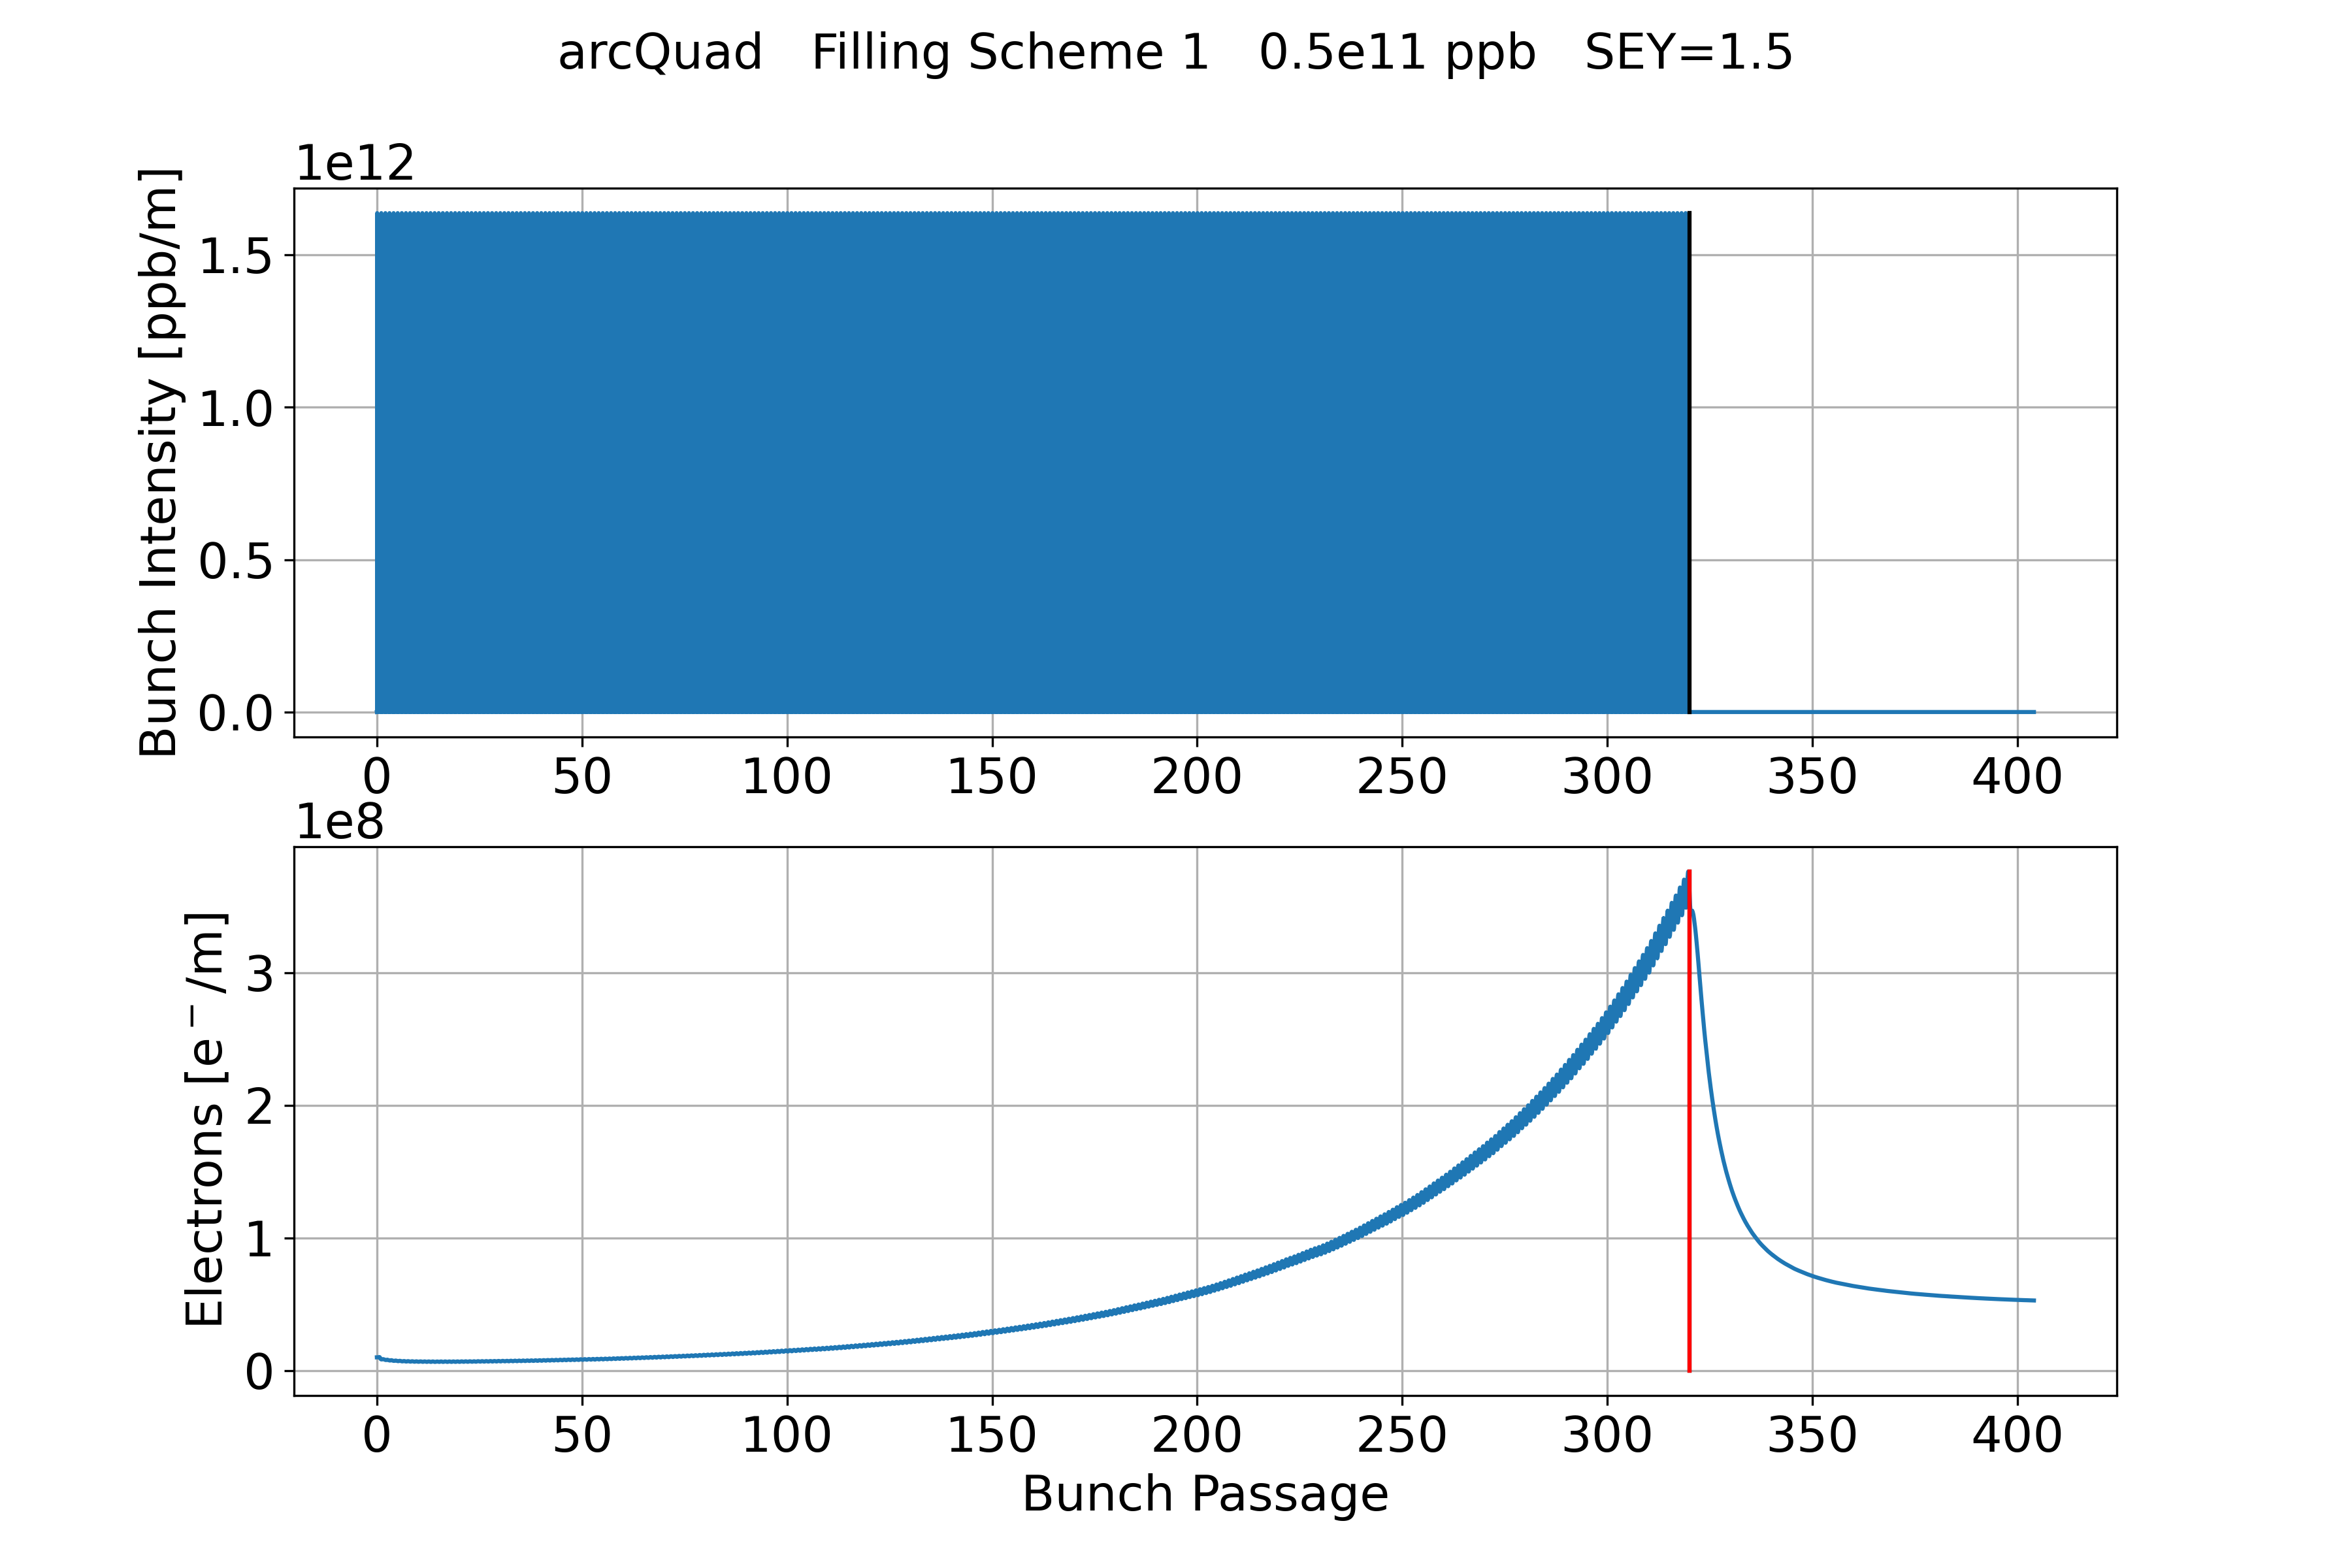 arcQuad Filling Scheme 1 0.5e11 ppb SEY=1.5
1e12
Bunch Intensity [ppb/m]
1.5
1.0
0.5
0.0
0 50 100 150 200 250 300 350 400
1e8
Electrons [e⁻/m]
3
2
1
0
0 50 100 150 200 250 300 350 400
Bunch Passage